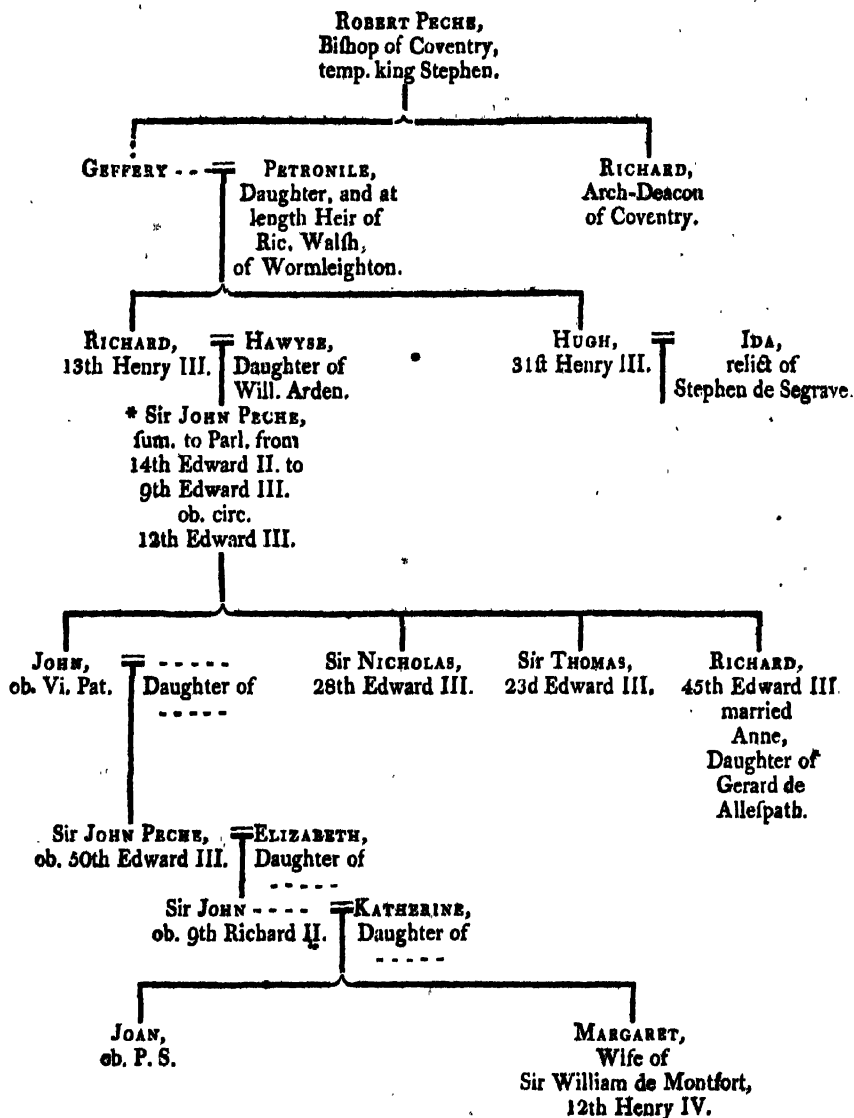 ROBERT PECHE,
Biſhop of Coventry,
temp. king Stephen.
GEFFERY - - = PETRONILE,
Daughter, and at
length Heir of
Ric. Walſh,
of Wormleighton.
RICHARD,
Arch-Deacon
of Coventry.
RICHARD,
13th Henry III.
= HAWYSE,
Daughter of
Will. Arden.
HUGH,
31ſt Henry III.
= IDA,
relict of
Stephen de Segrave.
* Sir JOHN PECHE,
ſum. to Parl. from
14th Edward II. to
9th Edward III.
ob. circ.
12th Edward III.
JOHN,
ob. Vi. Pat.
= - - - - -
Daughter of
- - - - -
Sir NICHOLAS,
28th Edward III.
Sir THOMAS,
23d Edward III.
RICHARD,
45th Edward III.
married
Anne,
Daughter of
Gerard de
Alleſpath.
Sir JOHN PECHE,
ob. 50th Edward III.
= ELIZABETH,
Daughter of
- - - - -
Sir JOHN - - - -
ob. 9th Richard II.
= KATHERINE,
Daughter of
- - - - -
JOAN,
ob. P. S.
MARGARET,
Wife of
Sir William de Montfort,
12th Henry IV.